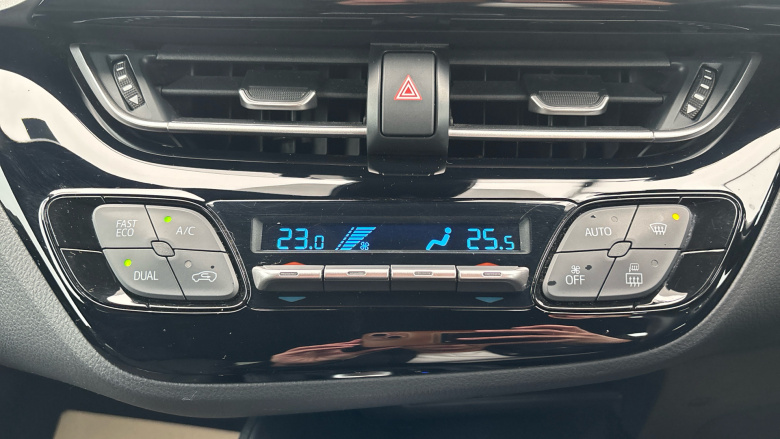 FAST
ECO
A/C
DUAL
23.0
25.5
AUTO
OFF